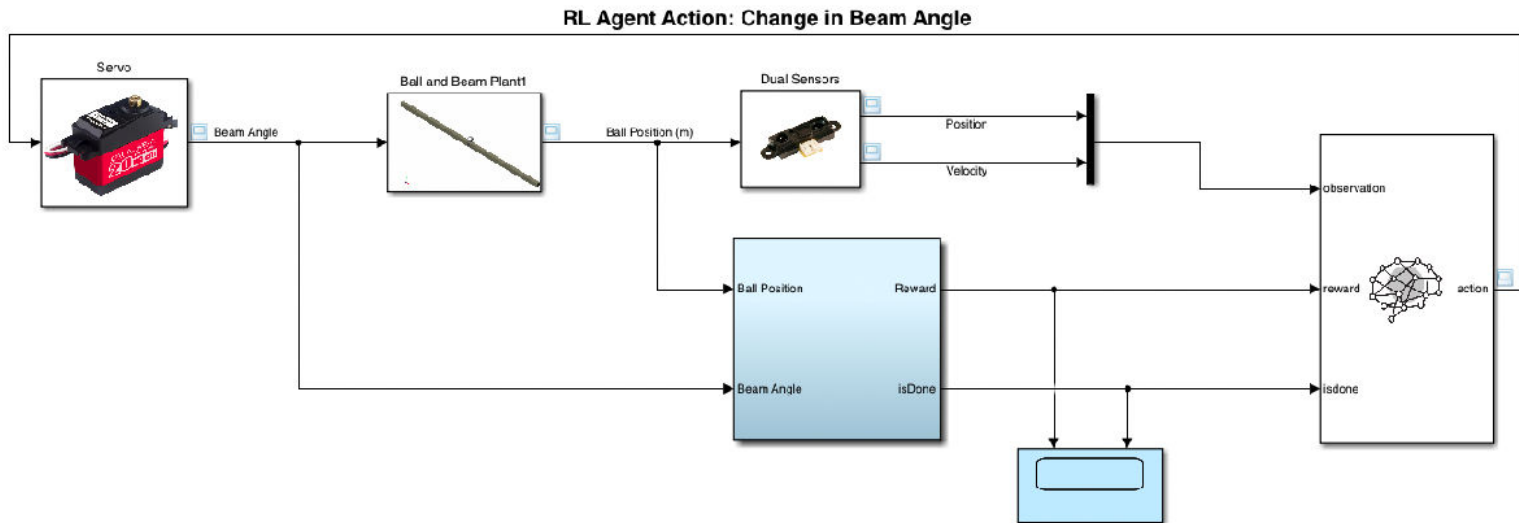 RL Agent Action: Change in Beam Angle
Servo
Ball and Beam Plant1
Dual Sensors
Beam Angle
Ball Position (m)
Position
Velocity
observation
Ball Position
Reward
reward
action
Beam Angle
isDone
isdone